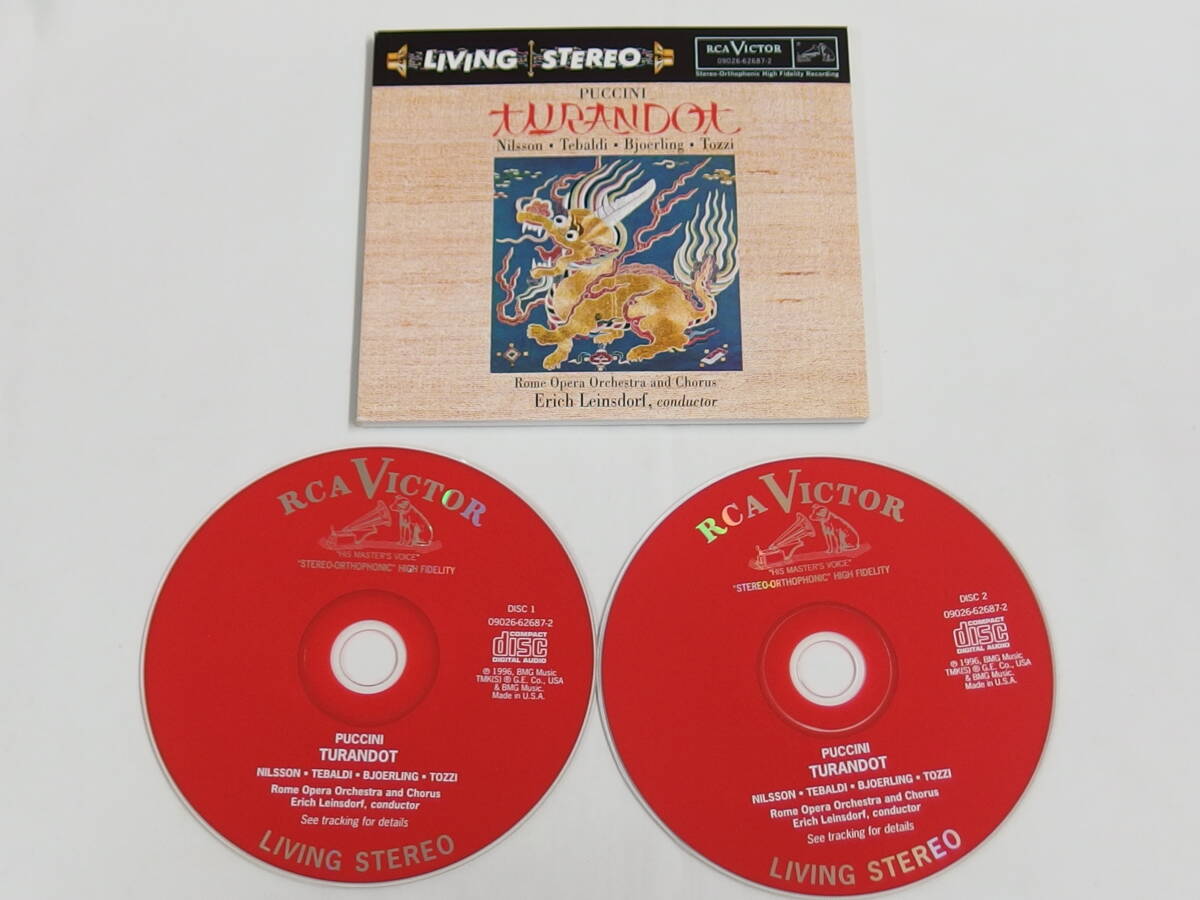 LIVING STEREO
RCA VICTOR
09026-62687-2
Stereo-Orthophonic High Fidelity Recording
PUCCINI
TURANDOT
Nilsson • Tebaldi • Bjoerling • Tozzi
Rome Opera Orchestra and Chorus
Erich Leinsdorf, conductor
RCA VICTOR
"HIS MASTER'S VOICE"
"STEREO-ORTHOPHONIC" HIGH FIDELITY
DISC 1
09026-62687-2
COMPACT
disc
DIGITAL AUDIO
℗ 1996, BMG Music
TMK(S) ® G.E. Co., USA
& BMG Music.
Made in U.S.A.
PUCCINI
TURANDOT
NILSSON • TEBALDI • BJOERLING • TOZZI
Rome Opera Orchestra and Chorus
Erich Leinsdorf, conductor
See tracking for details
LIVING STEREO
RCA VICTOR
"HIS MASTER'S VOICE"
"STEREO-ORTHOPHONIC" HIGH FIDELITY
DISC 2
09026-62687-2
COMPACT
disc
DIGITAL AUDIO
℗ 1996, BMG Music
TMK(S) ® G.E. Co., USA
& BMG Music.
Made in U.S.A.
PUCCINI
TURANDOT
NILSSON • TEBALDI • BJOERLING • TOZZI
Rome Opera Orchestra and Chorus
Erich Leinsdorf, conductor
See tracking for details
LIVING STEREO